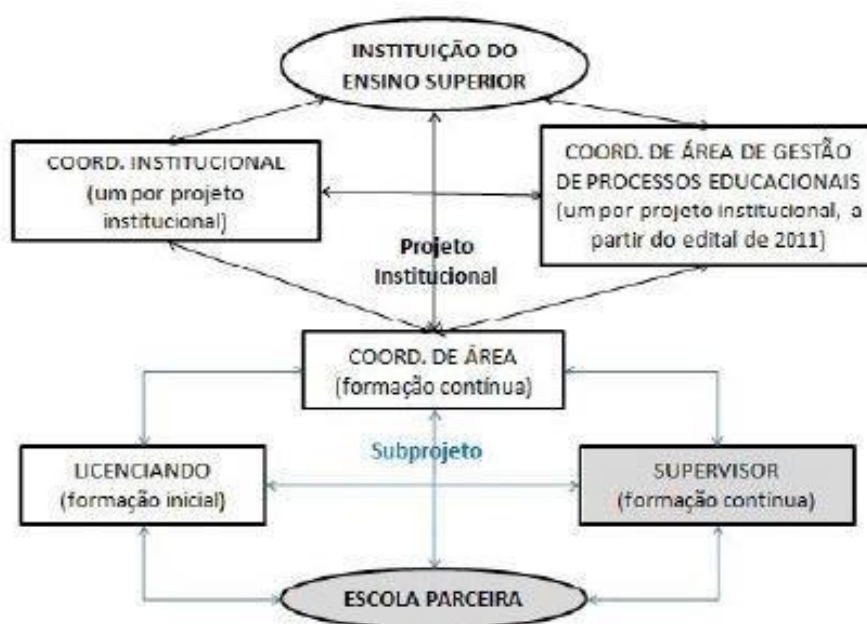 INSTITUIÇÃO DO
ENSINO SUPERIOR
COORD. INSTITUCIONAL
(um por projeto
institucional)
COORD. DE ÁREA DE GESTÃO
DE PROCESSOS EDUCACIONAIS
(um por projeto institucional, a
partir do edital de 2011)
Projeto
Institucional
COORD. DE ÁREA
(formação contínua)
Subprojeto
LICENCIANDO
(formação inicial)
SUPERVISOR
(formação contínua)
ESCOLA PARCEIRA